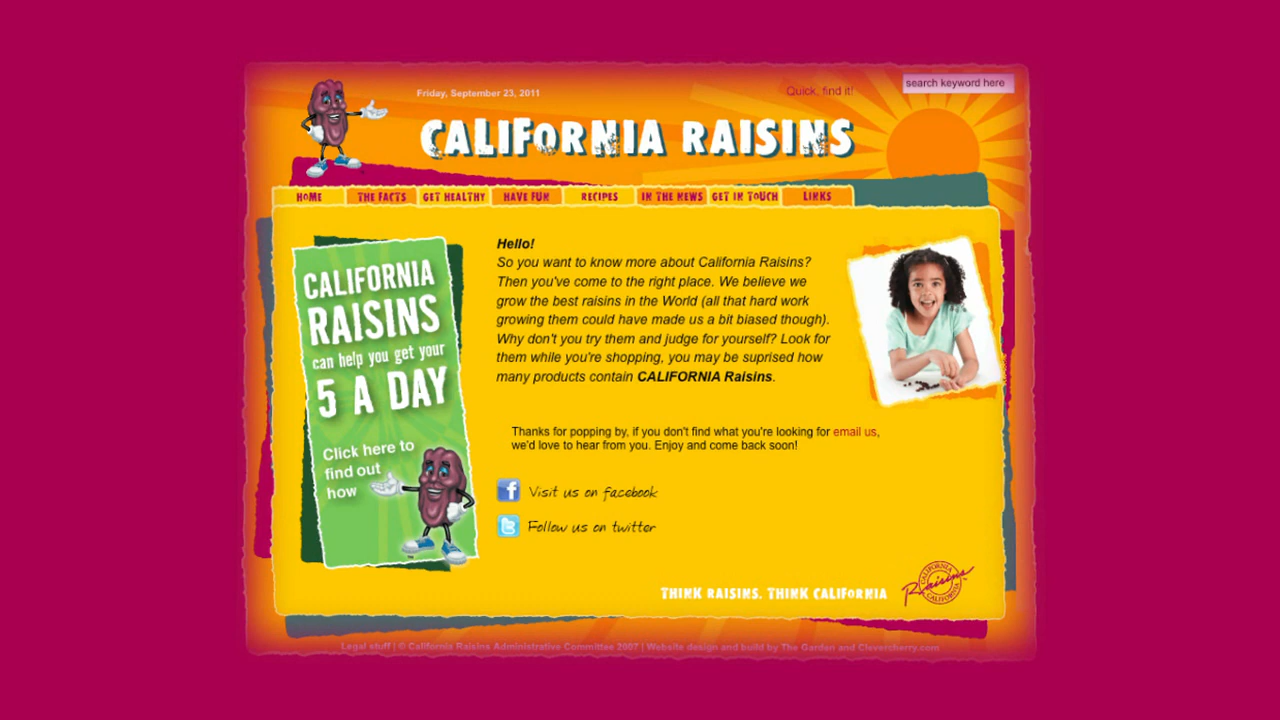 Friday, September 23, 2011
Quick, find it!
search keyword here
CALIFORNIA RAISINS
HOME
THE FACTS
GET HEALTHY
HAVE FUN
RECIPES
IN THE NEWS
GET IN TOUCH
LINKS
CALIFORNIA
RAISINS
can help you get your
5 A DAY
Click here to
find out
how
Hello!
So you want to know more about California Raisins?
Then you've come to the right place. We believe we
grow the best raisins in the World (all that hard work
growing them could have made us a bit biased though).
Why don't you try them and judge for yourself? Look for
them while you're shopping, you may be suprised how
many products contain CALIFORNIA Raisins.
Thanks for popping by, if you don't find what you're looking for email us,
we'd love to hear from you. Enjoy and come back soon!
Visit us on facebook
Follow us on twitter
THINK RAISINS. THINK CALIFORNIA
CALIFORNIA
Raisins
CALIFORNIA
Legal stuff | © California Raisins Administrative Committee 2007 | Website design and build by The Garden and Clevercherry.com